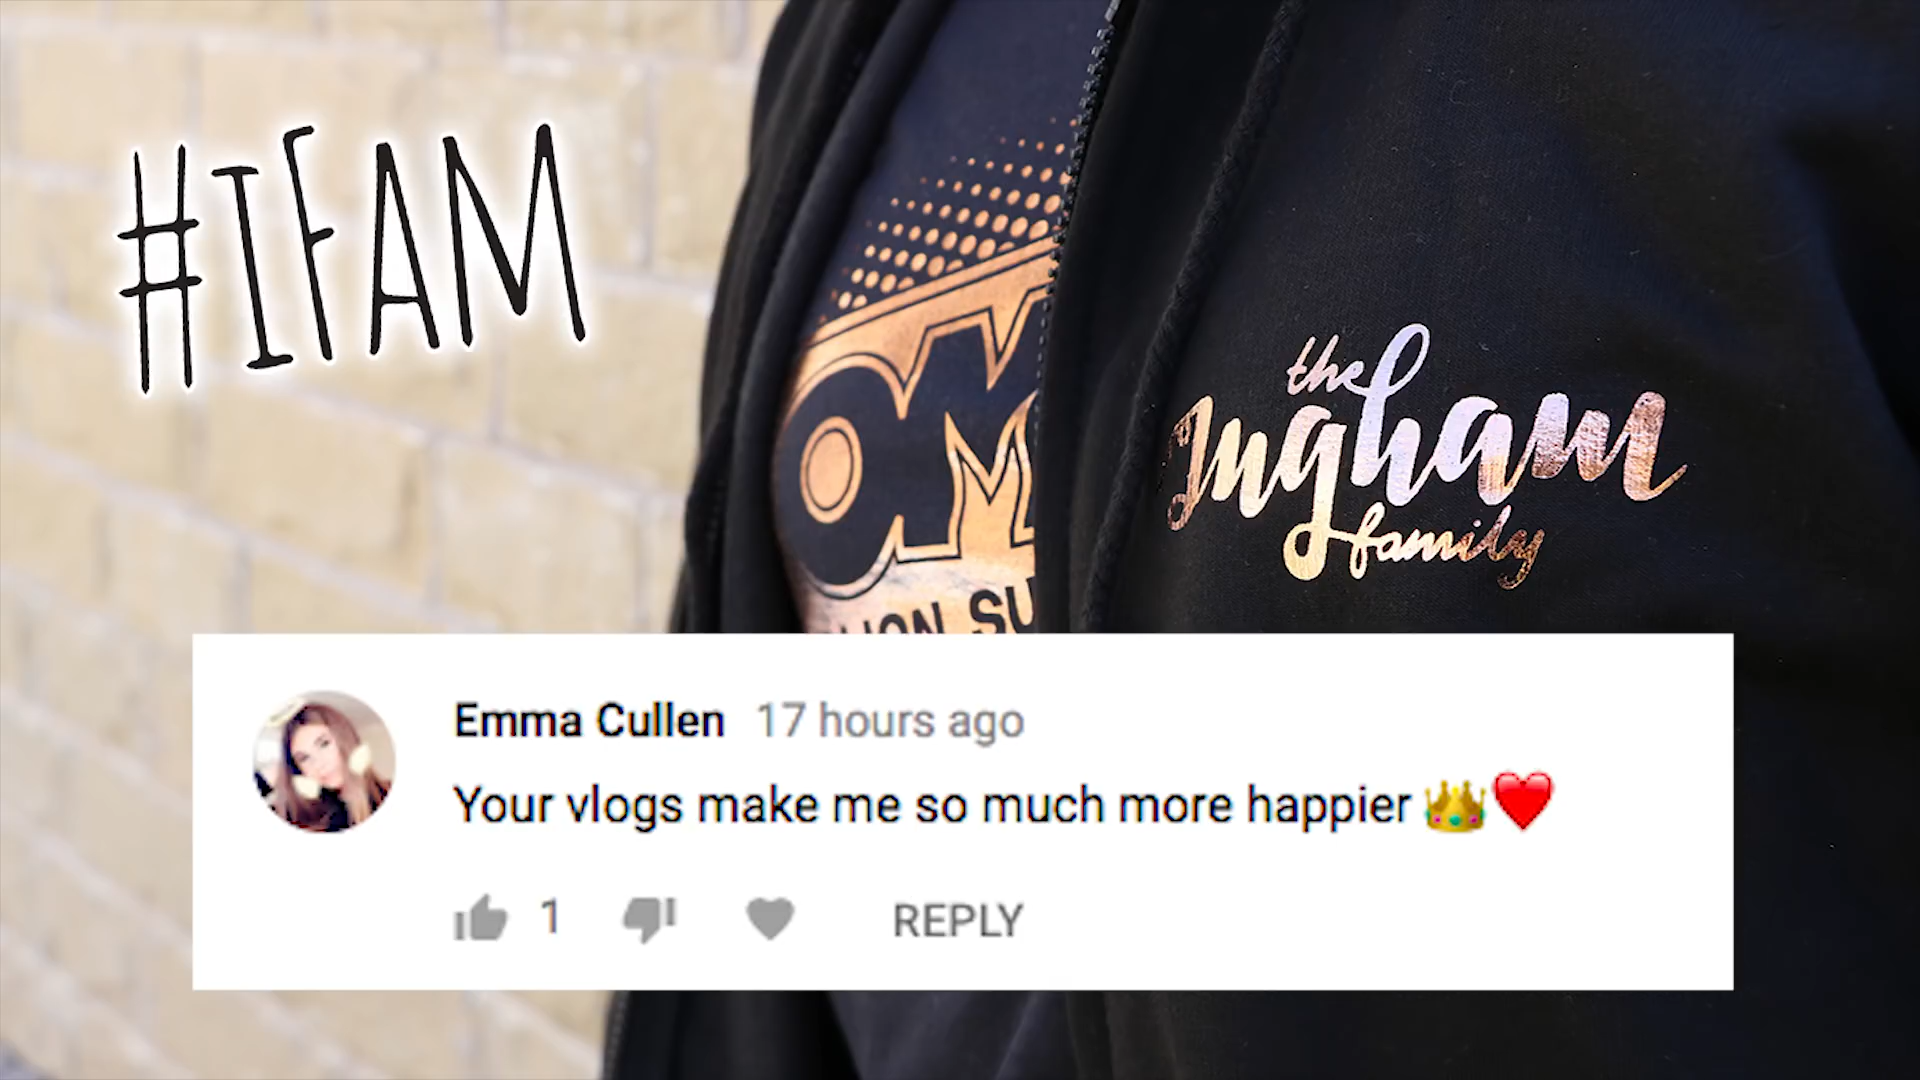 #IFAM
the
Ingham
family
Emma Cullen 17 hours ago
Your vlogs make me so much more happier 👑❤️
1
REPLY